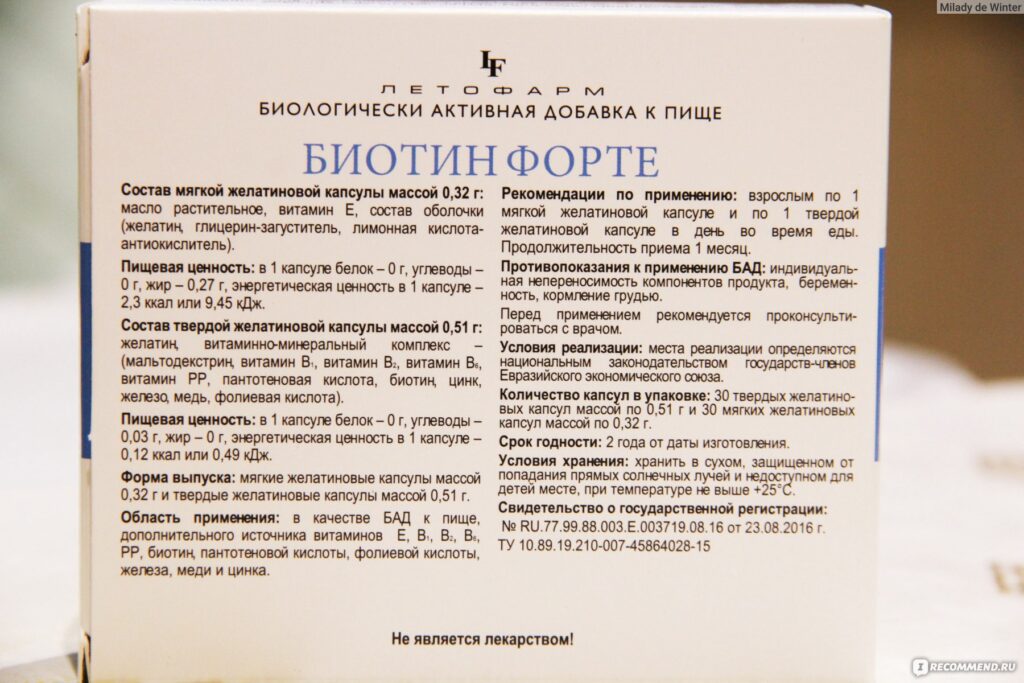 Milady de Winter
LF
ЛЕТОФАРМ
БИОЛОГИЧЕСКИ АКТИВНАЯ ДОБАВКА К ПИЩЕ
БИОТИН ФОРТЕ
Состав мягкой желатиновой капсулы массой 0,32 г:
масло растительное, витамин Е, состав оболочки
(желатин, глицерин-загуститель, лимонная кислота-
антиокислитель).
Пищевая ценность: в 1 капсуле белок – 0 г, углеводы –
0 г, жир – 0,27 г, энергетическая ценность в 1 капсуле –
2,3 ккал или 9,45 кДж.
Состав твердой желатиновой капсулы массой 0,51 г:
желатин, витаминно-минеральный комплекс –
(мальтодекстрин, витамин В₁, витамин В₂, витамин В₆,
витамин РР, пантотеновая кислота, биотин, цинк,
железо, медь, фолиевая кислота).
Пищевая ценность: в 1 капсуле белок – 0 г, углеводы –
0,03 г, жир – 0 г, энергетическая ценность в 1 капсуле –
0,12 ккал или 0,49 кДж.
Форма выпуска: мягкие желатиновые капсулы массой
0,32 г и твердые желатиновые капсулы массой 0,51 г.
Область применения: в качестве БАД к пище,
дополнительного источника витаминов Е, В₁, В₂, В₆,
РР, биотин, пантотеновой кислоты, фолиевой кислоты,
железа, меди и цинка.
Рекомендации по применению: взрослым по 1
мягкой желатиновой капсуле и по 1 твердой
желатиновой капсуле в день во время еды.
Продолжительность приема 1 месяц.
Противопоказания к применению БАД: индивидуаль-
ная непереносимость компонентов продукта, беремен-
ность, кормление грудью.
Перед применением рекомендуется проконсульти-
роваться с врачом.
Условия реализации: места реализации определяются
национальным законодательством государств-членов
Евразийского экономического союза.
Количество капсул в упаковке: 30 твердых желатино-
вых капсул массой по 0,51 г и 30 мягких желатиновых
капсул массой по 0,32 г.
Срок годности: 2 года от даты изготовления.
Условия хранения: хранить в сухом, защищенном от
попадания прямых солнечных лучей и недоступном для
детей месте, при температуре не выше +25°С.
Свидетельство о государственной регистрации:
№ RU.77.99.88.003.Е.003719.08.16 от 23.08.2016 г.
ТУ 10.89.19.210-007-45864028-15
Не является лекарством!
I RECOMMEND.RU